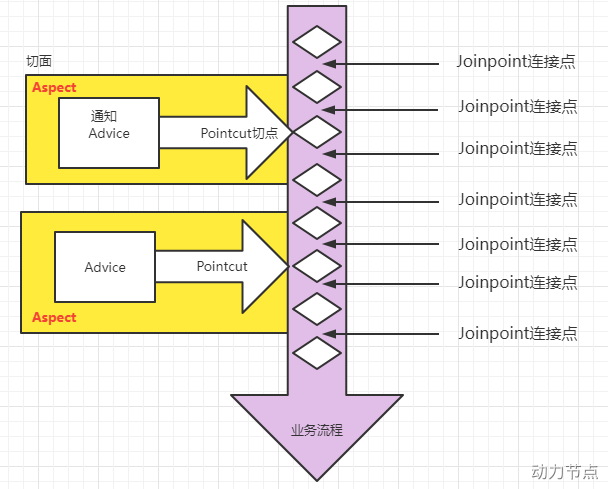 切面
Aspect
通知
Advice
Pointcut切点
Advice
Pointcut
Aspect
Joinpoint连接点
Joinpoint连接点
Joinpoint连接点
Joinpoint连接点
Joinpoint连接点
Joinpoint连接点
Joinpoint连接点
业务流程
动力节点